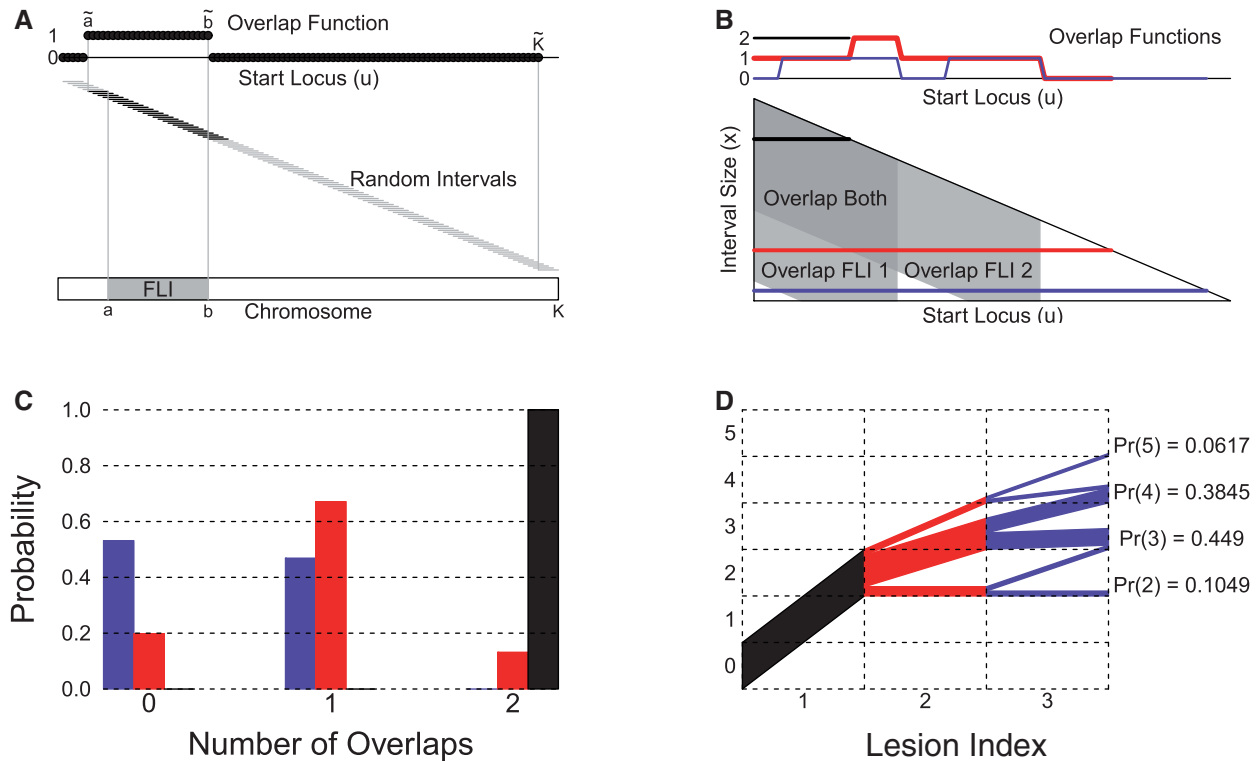 A
ã b̃ Overlap Function
1
0
K̃
Start Locus (u)
Random Intervals
FLI
a b Chromosome K
B
2
1
0
Overlap Functions
Start Locus (u)
Interval Size (x)
Overlap Both
Overlap FLI 1 Overlap FLI 2
Start Locus (u)
C
1.0
0.8
0.6
0.4
0.2
0.0
Probability
0 1 2
Number of Overlaps
D
5
4
3
2
1
0
Pr(5) = 0.0617
Pr(4) = 0.3845
Pr(3) = 0.449
Pr(2) = 0.1049
1 2 3
Lesion Index